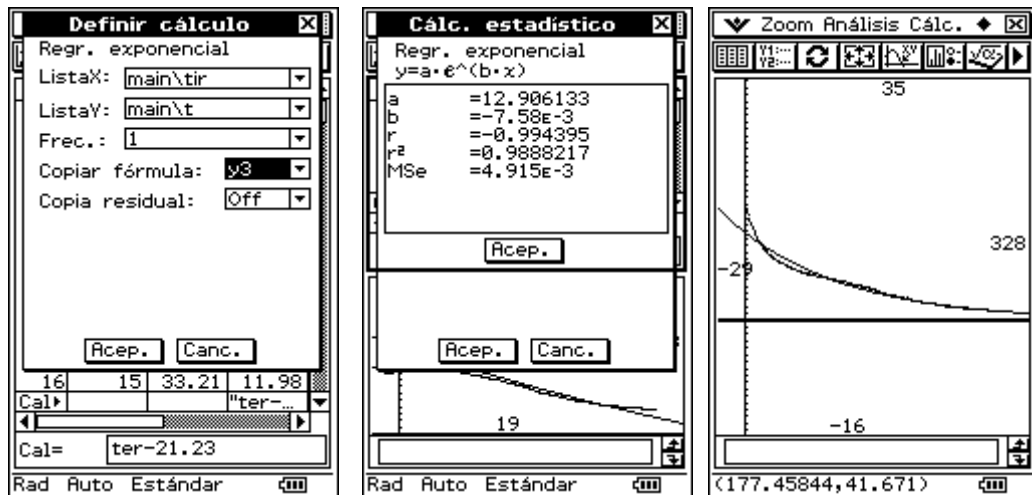 Definir cálculo
Regr. exponencial
ListaX: main\tir
ListaY: main\t
Frec.: 1
Copiar fórmula: y3
Copia residual: Off
Acep. Canc.
16 15 33.21 11.98
Cal "ter-…
Cal= ter-21.23
Rad Auto Estándar
Cálc. estadístico
Regr. exponencial
y=a·e^(b·x)
a =12.906133
b =-7.58E-3
r =-0.994395
r² =0.9888217
MSe =4.915E-3
Acep.
Acep. Canc.
19
Rad Auto Estándar
Zoom Análisis Cálc.
35
328
-29
-16
(177.45844,41.671)